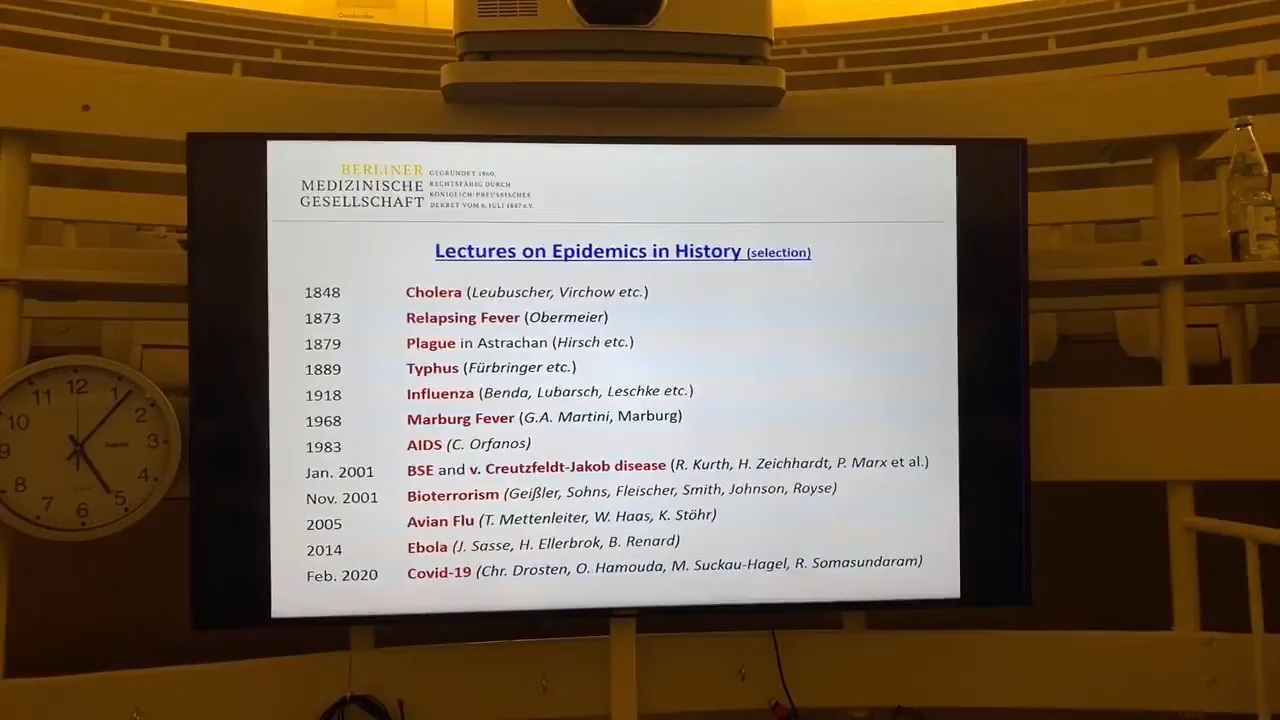 BERLINER
MEDIZINISCHE
GESELLSCHAFT
GEGRÜNDET 1860,
RECHTSFÄHIG DURCH
KÖNIGLICH-PREUSSISCHES
DEKRET VOM 6. JULI 1887 e.V.
Lectures on Epidemics in History (selection)
1848 Cholera (Leubuscher, Virchow etc.)
1873 Relapsing Fever (Obermeier)
1879 Plague in Astrachan (Hirsch etc.)
1889 Typhus (Fürbringer etc.)
1918 Influenza (Benda, Lubarsch, Leschke etc.)
1968 Marburg Fever (G.A. Martini, Marburg)
1983 AIDS (C. Orfanos)
Jan. 2001 BSE and v. Creutzfeldt-Jakob disease (R. Kurth, H. Zeichhardt, P. Marx et al.)
Nov. 2001 Bioterrorism (Geißler, Sohns, Fleischer, Smith, Johnson, Royse)
2005 Avian Flu (T. Mettenleiter, W. Haas, K. Stöhr)
2014 Ebola (J. Sasse, H. Ellerbrok, B. Renard)
Feb. 2020 Covid-19 (Chr. Drosten, O. Hamouda, M. Suckau-Hagel, R. Somasundaram)
12 1 2 3 4 5 6 7 8 9 10 11